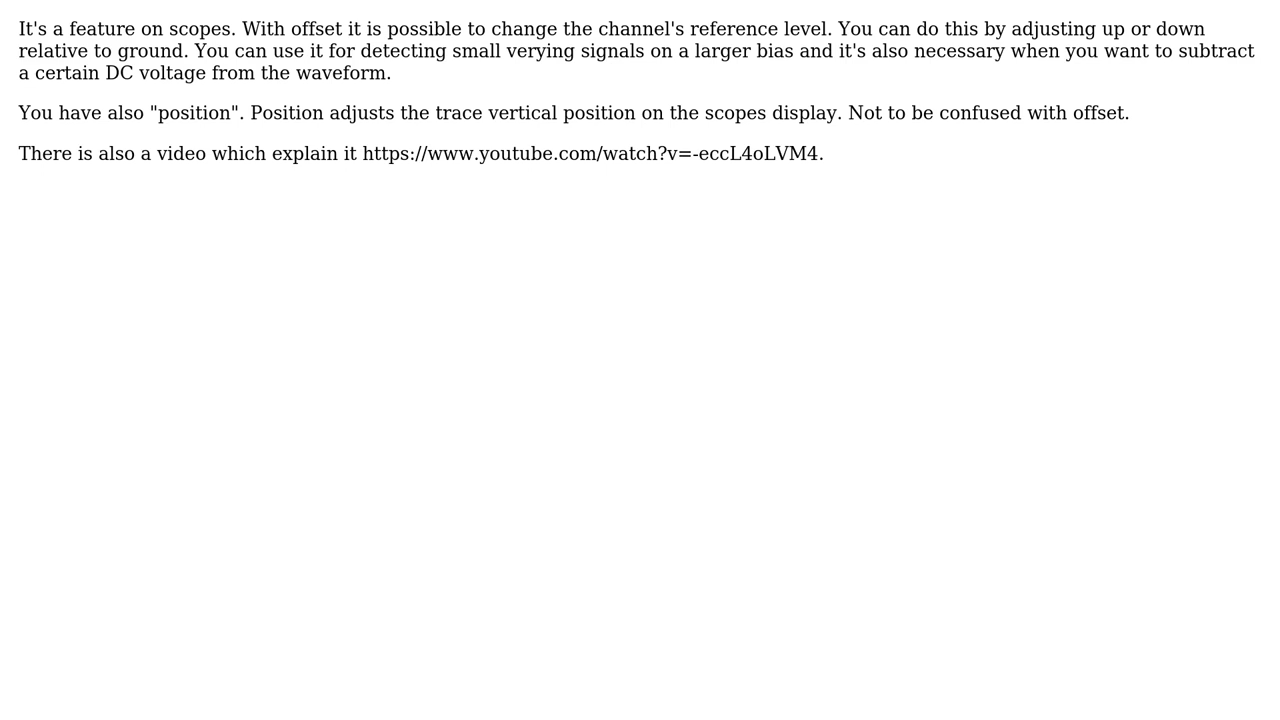 It's a feature on scopes. With offset it is possible to change the channel's reference level. You can do this by adjusting up or down
relative to ground. You can use it for detecting small verying signals on a larger bias and it's also necessary when you want to subtract
a certain DC voltage from the waveform.
You have also "position". Position adjusts the trace vertical position on the scopes display. Not to be confused with offset.
There is also a video which explain it https://www.youtube.com/watch?v=-eccL4oLVM4.